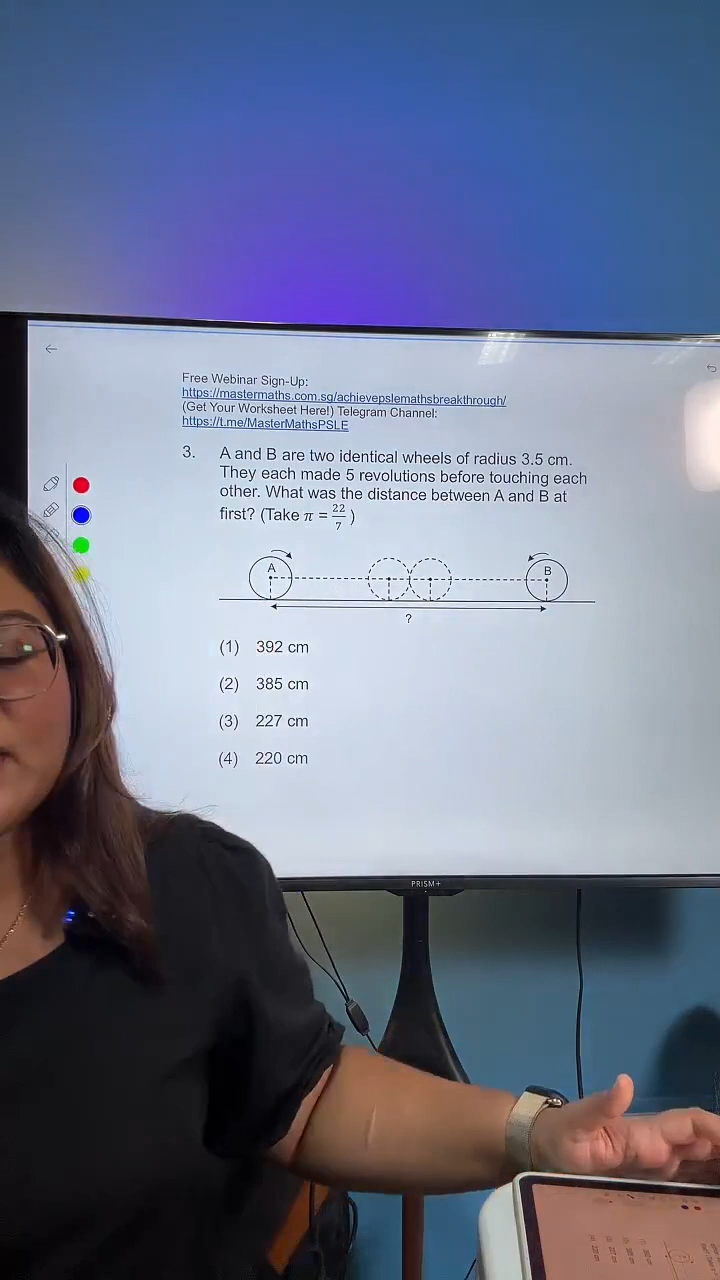 Free Webinar Sign-Up:
https://mastermaths.com.sg/achievepslemathsbreakthrough/
(Get Your Worksheet Here!) Telegram Channel:
https://t.me/MasterMathsPSLE
3. A and B are two identical wheels of radius 3.5 cm.
They each made 5 revolutions before touching each
other. What was the distance between A and B at
first? (Take π = 22/7)
A B
?
(1) 392 cm
(2) 385 cm
(3) 227 cm
(4) 220 cm
PRISM+